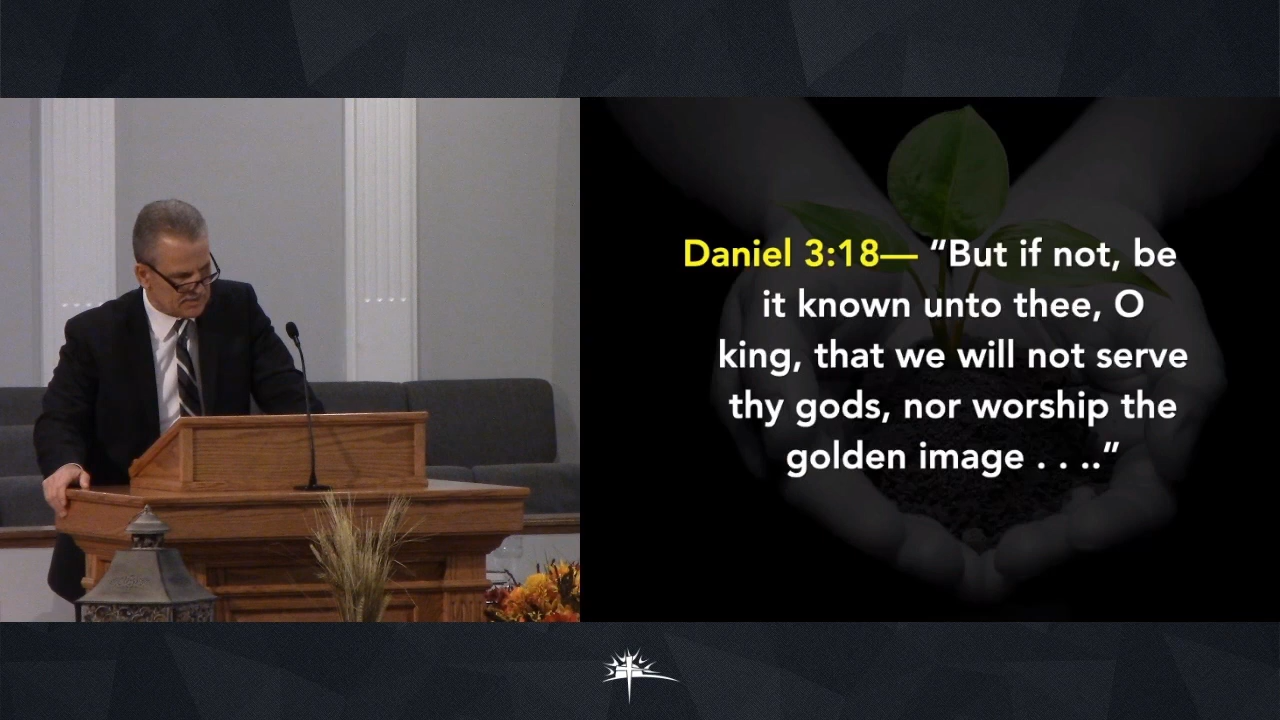 Daniel 3:18— “But if not, be
it known unto thee, O
king, that we will not serve
thy gods, nor worship the
golden image . . ..”